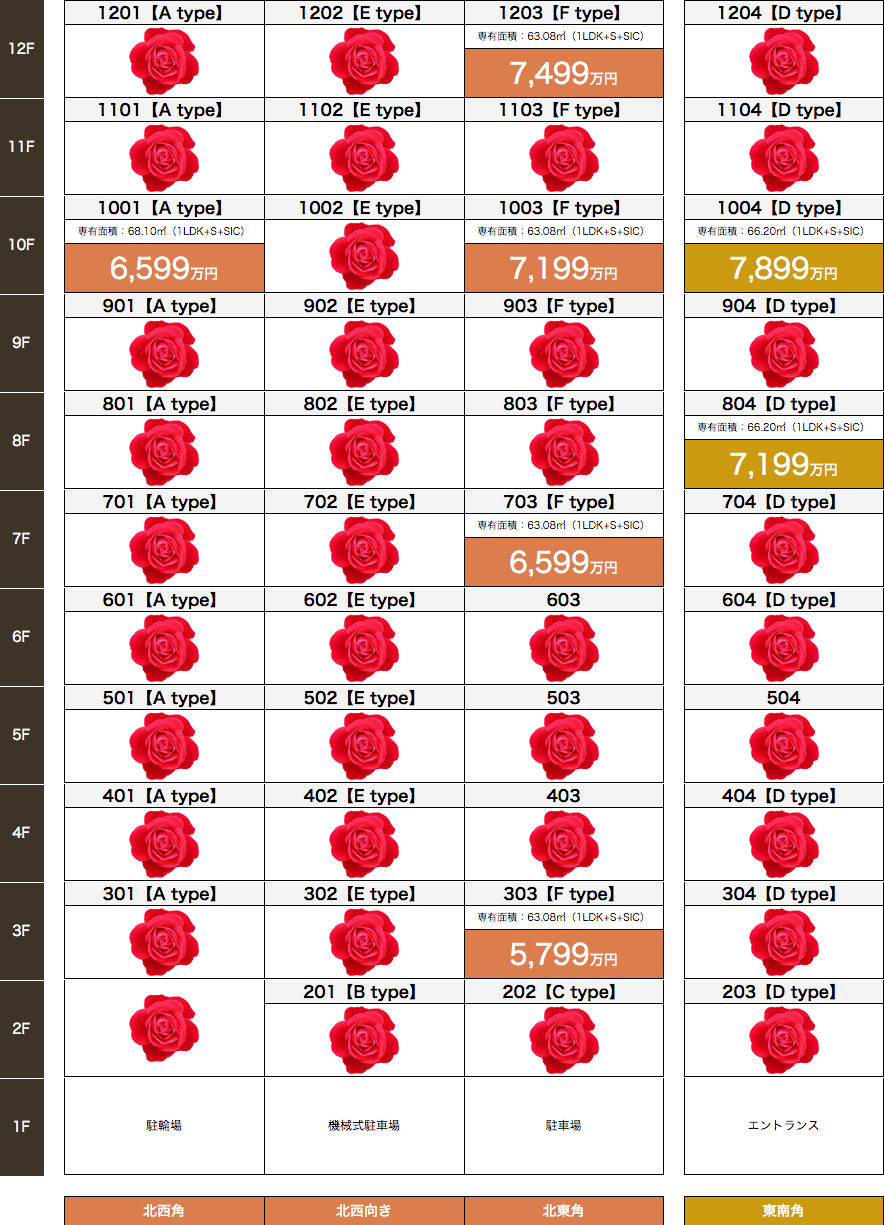 12F
1201【A type】
1202【E type】
1203【F type】
専有面積：63.08㎡（1LDK+S+SIC）
7,499万円
1204【D type】
11F
1101【A type】
1102【E type】
1103【F type】
1104【D type】
10F
1001【A type】
専有面積：68.10㎡（1LDK+S+SIC）
6,599万円
1002【E type】
1003【F type】
専有面積：63.08㎡（1LDK+S+SIC）
7,199万円
1004【D type】
専有面積：66.20㎡（1LDK+S+SIC）
7,899万円
9F
901【A type】
902【E type】
903【F type】
904【D type】
8F
801【A type】
802【E type】
803【F type】
804【D type】
専有面積：66.20㎡（1LDK+S+SIC）
7,199万円
7F
701【A type】
702【E type】
703【F type】
専有面積：63.08㎡（1LDK+S+SIC）
6,599万円
704【D type】
6F
601【A type】
602【E type】
603
604【D type】
5F
501【A type】
502【E type】
503
504
4F
401【A type】
402【E type】
403
404【D type】
3F
301【A type】
302【E type】
303【F type】
専有面積：63.08㎡（1LDK+S+SIC）
5,799万円
304【D type】
2F
201【B type】
202【C type】
203【D type】
1F
駐輪場
機械式駐車場
駐車場
エントランス
北西角
北西向き
北東角
東南角